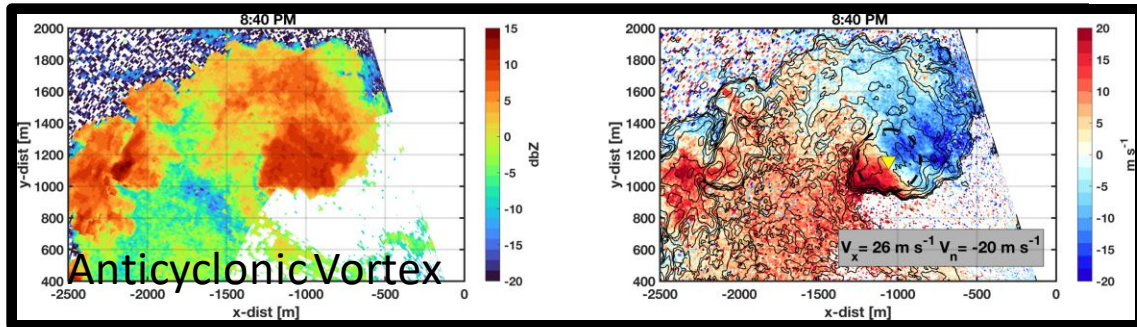 8:40 PM
2000
1800
1600
1400
1200
1000
800
600
400
y-dist [m]
-2500 -2000 -1500 -1000 -500 0
x-dist [m]
15
10
5
0
-5
-10
-15
-20
dbZ
Anticyclonic Vortex
8:40 PM
2000
1800
1600
1400
1200
1000
800
600
400
y-dist [m]
-2500 -2000 -1500 -1000 -500 0
x-dist [m]
20
15
10
5
0
-5
-10
-15
-20
m s⁻¹
Vₓ = 26 m s⁻¹ Vₙ = -20 m s⁻¹